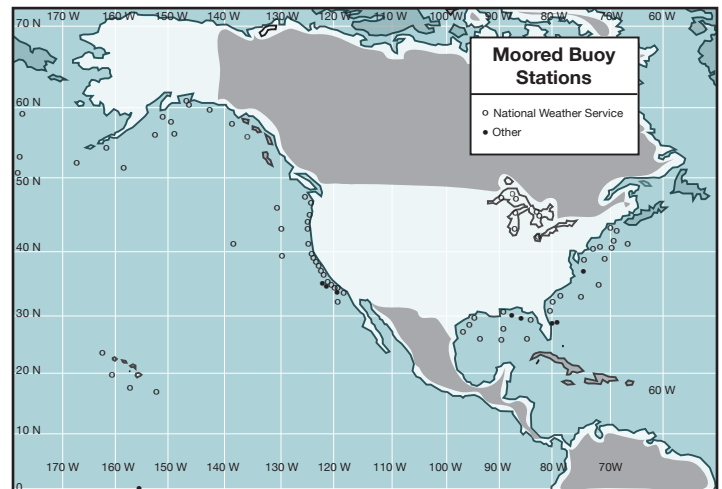 170 W 160 W 150 W 140 W 130 W 120 W 110 W 100 W 90 W 80 W 60 W
70 N
Moored Buoy
Stations
National Weather Service
Other
60 N
50 N
40 N
30 N
20 N
60 W
10 N
170 W 160 W 150 W 140 W 130 W 120 W 110 W 100 W 90 W 80 W 70W
0